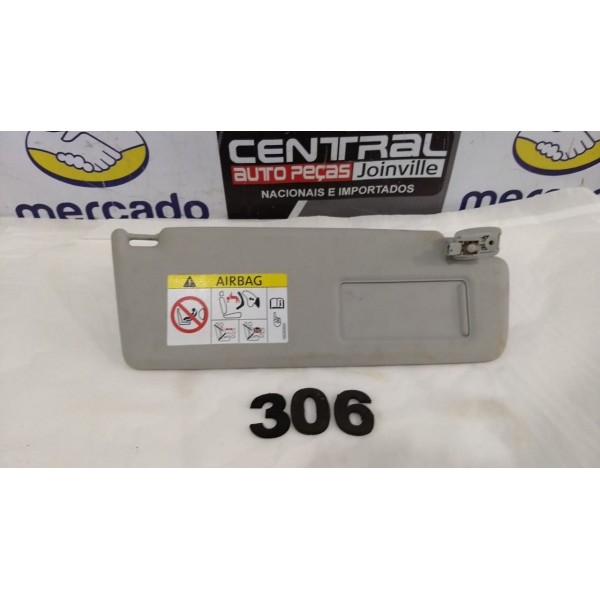 CENTRAL
AUTO PEÇAS Joinville
NACIONAIS E IMPORTADOS
mercado
mercado
AIRBAG
306